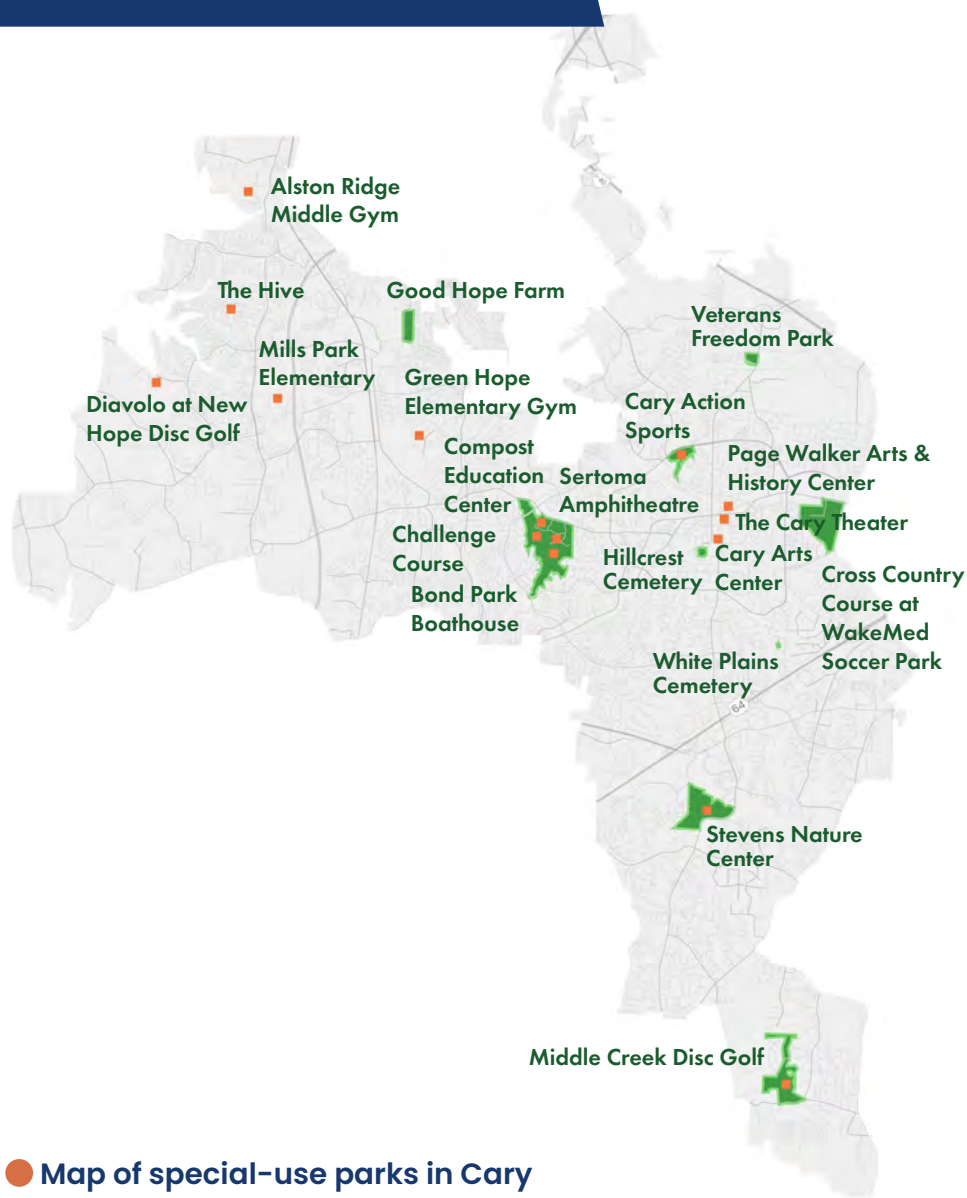 Alston Ridge
Middle Gym
The Hive
Good Hope Farm
Veterans
Freedom Park
Mills Park
Elementary
Green Hope
Elementary Gym
Diavolo at New
Hope Disc Golf
Cary Action
Sports
Compost
Education
Center
Sertoma
Amphitheatre
Page Walker Arts &
History Center
The Cary Theater
Challenge
Course
Hillcrest
Cemetery
Cary Arts
Center
Bond Park
Boathouse
Cross Country
Course at
WakeMed
Soccer Park
White Plains
Cemetery
64
Stevens Nature
Center
Middle Creek Disc Golf
Map of special-use parks in Cary